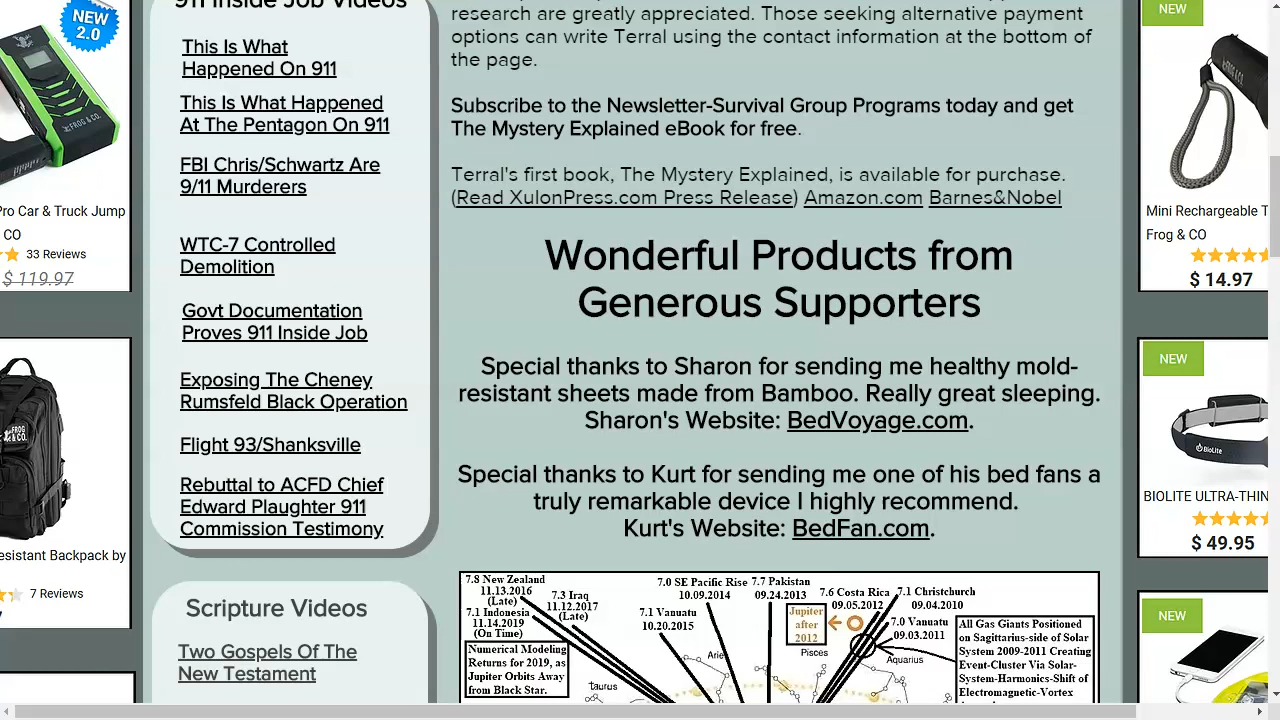 NEW
2.0
FROG & CO.
Pro Car & Truck Jump
CO
33 Reviews
$ 119.97
esistant Backpack by
7 Reviews
911 Inside Job Videos
This Is What
Happened On 911
This Is What Happened
At The Pentagon On 911
FBI Chris/Schwartz Are
9/11 Murderers
WTC-7 Controlled
Demolition
Govt Documentation
Proves 911 Inside Job
Exposing The Cheney
Rumsfeld Black Operation
Flight 93/Shanksville
Rebuttal to ACFD Chief
Edward Plaughter 911
Commission Testimony
Scripture Videos
Two Gospels Of The
New Testament
research are greatly appreciated. Those seeking alternative payment
options can write Terral using the contact information at the bottom of
the page.
Subscribe to the Newsletter-Survival Group Programs today and get
The Mystery Explained eBook for free.
Terral's first book, The Mystery Explained, is available for purchase.
(Read XulonPress.com Press Release) Amazon.com Barnes&Nobel
Wonderful Products from
Generous Supporters
Special thanks to Sharon for sending me healthy mold-
resistant sheets made from Bamboo. Really great sleeping.
Sharon's Website: BedVoyage.com.
Special thanks to Kurt for sending me one of his bed fans a
truly remarkable device I highly recommend.
Kurt's Website: BedFan.com.
7.8 New Zealand
11.13.2016
(Late)
7.1 Indonesia
11.14.2019
(On Time)
7.3 Iraq
11.12.2017
(Late)
7.0 SE Pacific Rise
10.09.2014
7.1 Vanuatu
10.20.2015
7.7 Pakistan
09.24.2013
7.6 Costa Rica
09.05.2012
7.1 Christchurch
09.04.2010
7.0 Vanuatu
09.03.2011
Jupiter
after
2012
Pisces
Aquarius
Aries
Taurus
Numerical Modeling
Returns for 2019, as
Jupiter Orbits Away
from Black Star.
All Gas Giants Positioned
on Sagittarius-side of Solar
System 2009-2011 Creating
Event-Cluster Via Solar-
System-Harmonics-Shift of
Electromagnetic-Vortex
NEW
Mini Rechargeable T
Frog & CO
$ 14.97
NEW
BioLite
BIOLITE ULTRA-THIN
$ 49.95
NEW